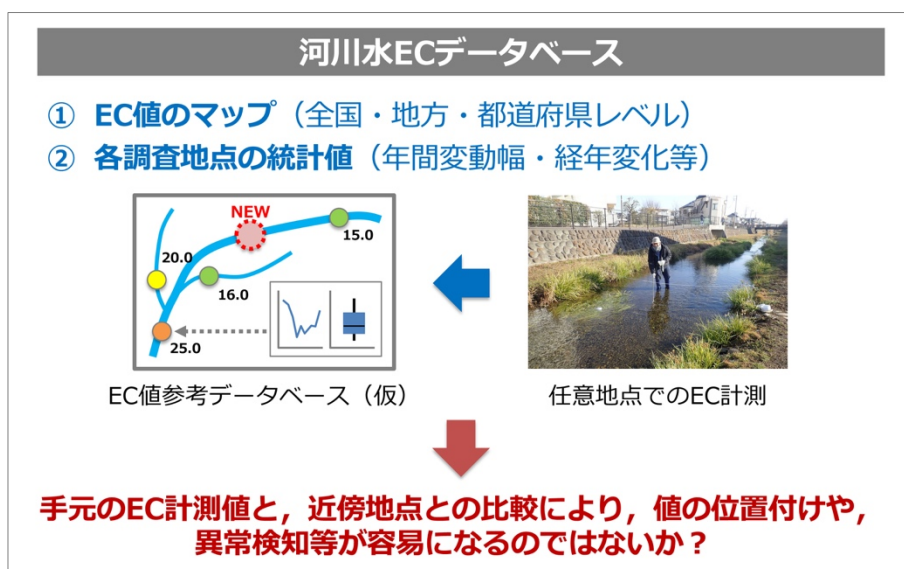 河川水ECデータベース
① EC値のマップ（全国・地方・都道府県レベル）
② 各調査地点の統計値（年間変動幅・経年変化等）
NEW
15.0
20.0
16.0
25.0
EC値参考データベース（仮）
任意地点でのEC計測
手元のEC計測値と，近傍地点との比較により，値の位置付けや，
異常検知等が容易になるのではないか？